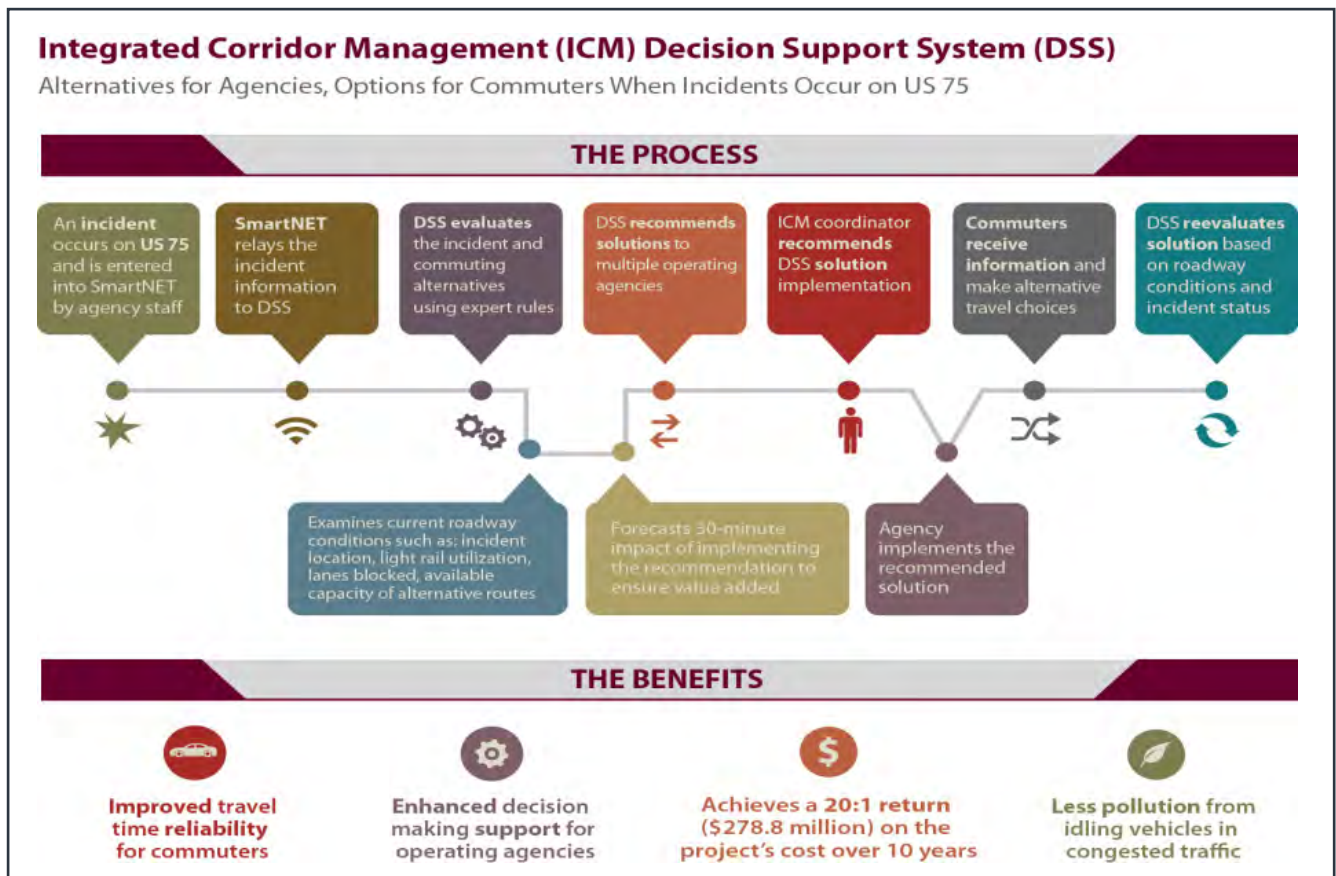 Integrated Corridor Management (ICM) Decision Support System (DSS)
Alternatives for Agencies, Options for Commuters When Incidents Occur on US 75
THE PROCESS
An incident
occurs on US 75
and is entered
into SmartNET
by agency staff
SmartNET
relays the
incident
information
to DSS
DSS evaluates
the incident and
commuting
alternatives
using expert rules
DSS recommends
solutions to
multiple operating
agencies
ICM coordinator
recommends
DSS solution
implementation
Commuters
receive
information and
make alternative
travel choices
DSS reevaluates
solution based
on roadway
conditions and
incident status
Examines current roadway
conditions such as: incident
location, light rail utilization,
lanes blocked, available
capacity of alternative routes
Forecasts 30-minute
impact of implementing
the recommendation to
ensure value added
Agency
implements the
recommended
solution
THE BENEFITS
Improved travel
time reliability
for commuters
Enhanced decision
making support for
operating agencies
$
Achieves a 20:1 return
($278.8 million) on the
project's cost over 10 years
Less pollution from
idling vehicles in
congested traffic